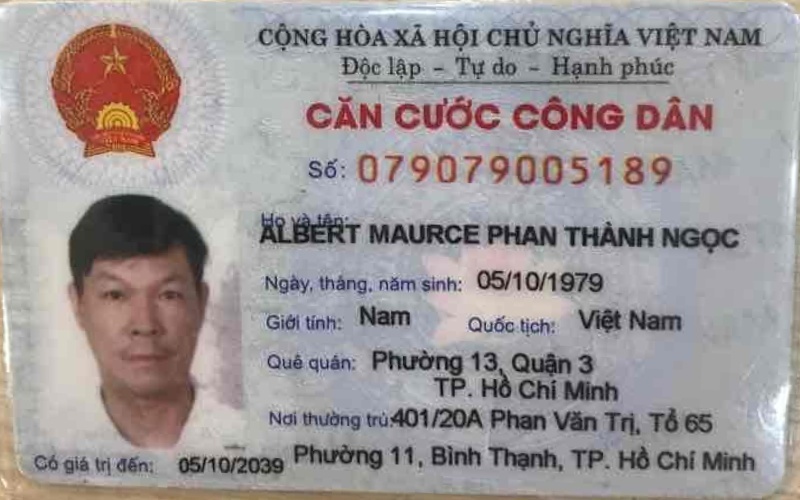 CỘNG HÒA XÃ HỘI CHỦ NGHĨA VIỆT NAM
Độc lập - Tự do - Hạnh phúc
CĂN CƯỚC CÔNG DÂN
Số: 079079005189
Họ và tên:
ALBERT MAURCE PHAN THÀNH NGỌC
Ngày, tháng, năm sinh: 05/10/1979
Giới tính: Nam Quốc tịch: Việt Nam
Quê quán: Phường 13, Quận 3
TP. Hồ Chí Minh
Nơi thường trú: 401/20A Phan Văn Trị, Tổ 65
Phường 11, Bình Thạnh, TP. Hồ Chí Minh
Có giá trị đến: 05/10/2039